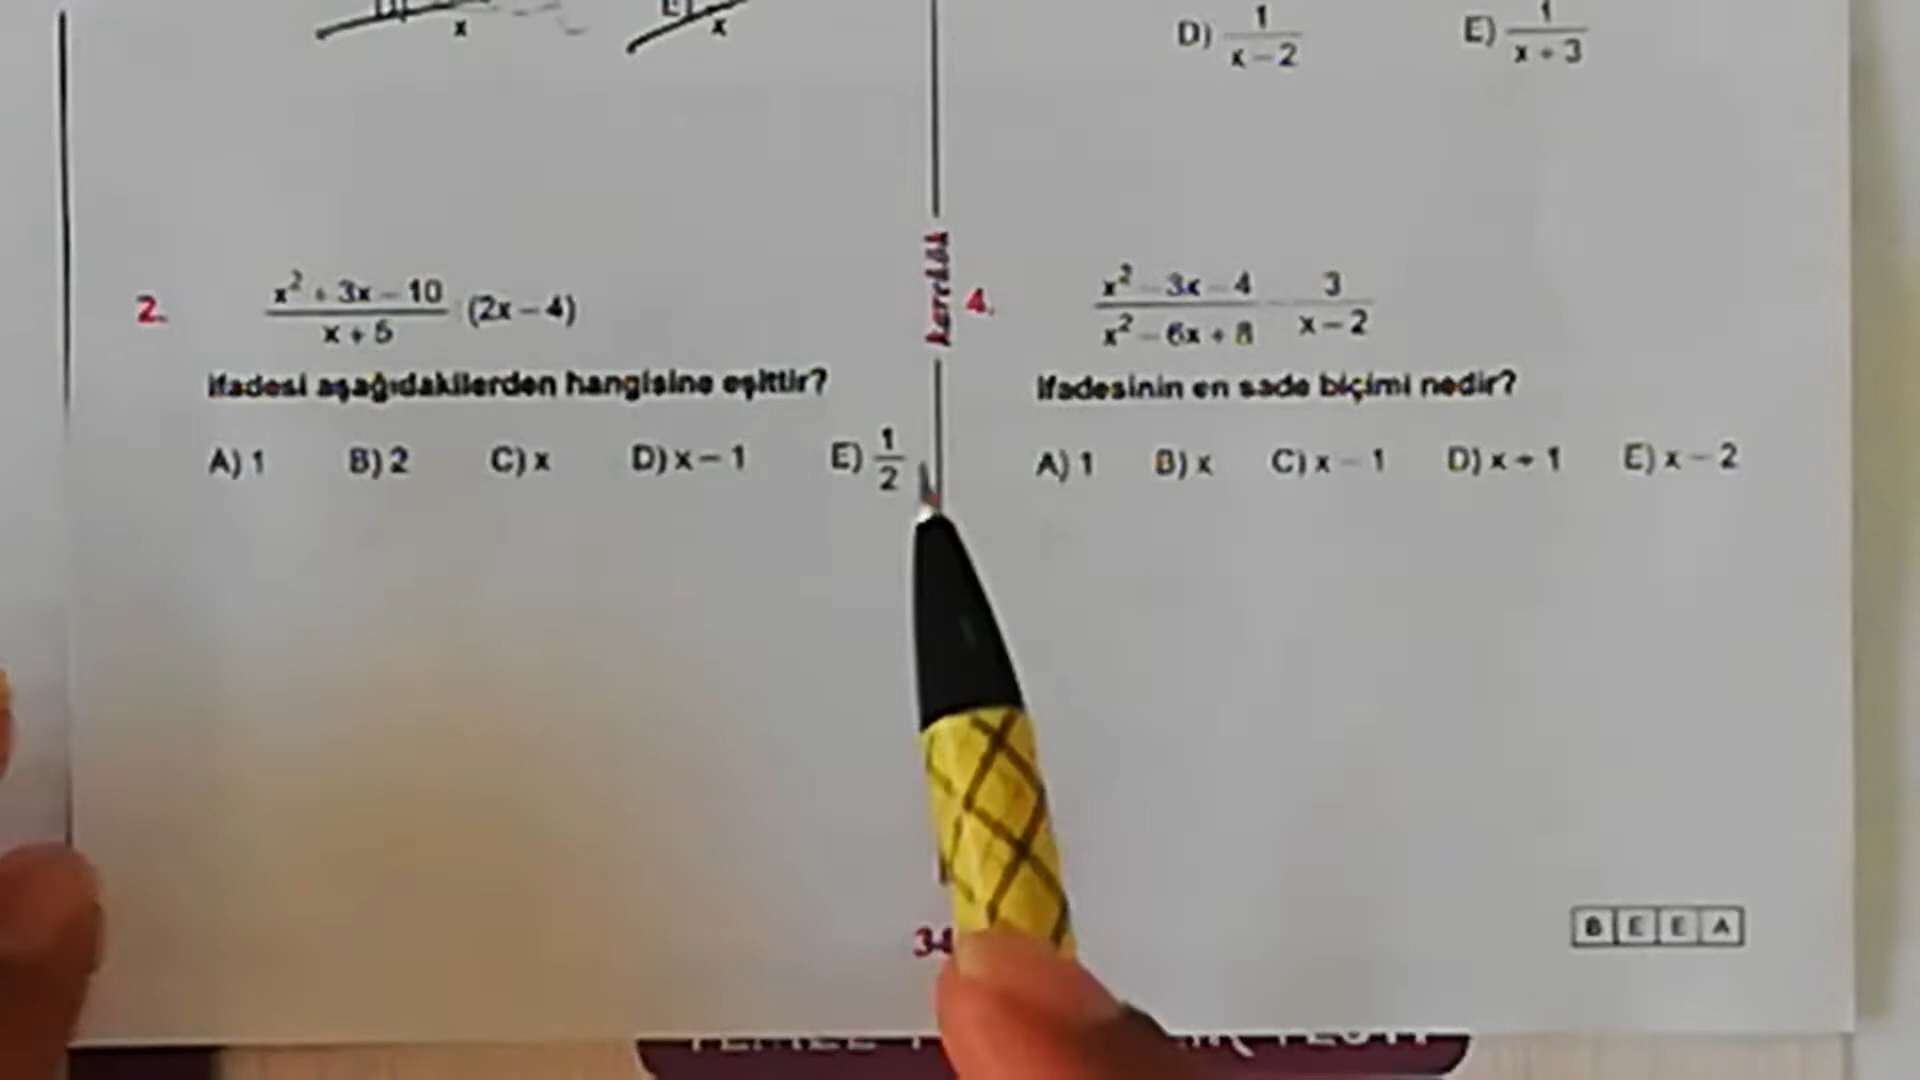 x
x
D) 1/(x - 2) E) 1/(x + 3)
2. (x² + 3x - 10)/(x + 5) : (2x - 4)
ifadesi aşağıdakilerden hangisine eşittir?
A) 1 B) 2 C) x D) x - 1 E) 1/2
karekök
4. (x² - 3x - 4)/(x² - 6x + 8) - 3/(x - 2)
ifadesinin en sade biçimi nedir?
A) 1 B) x C) x - 1 D) x + 1 E) x - 2
B E E A